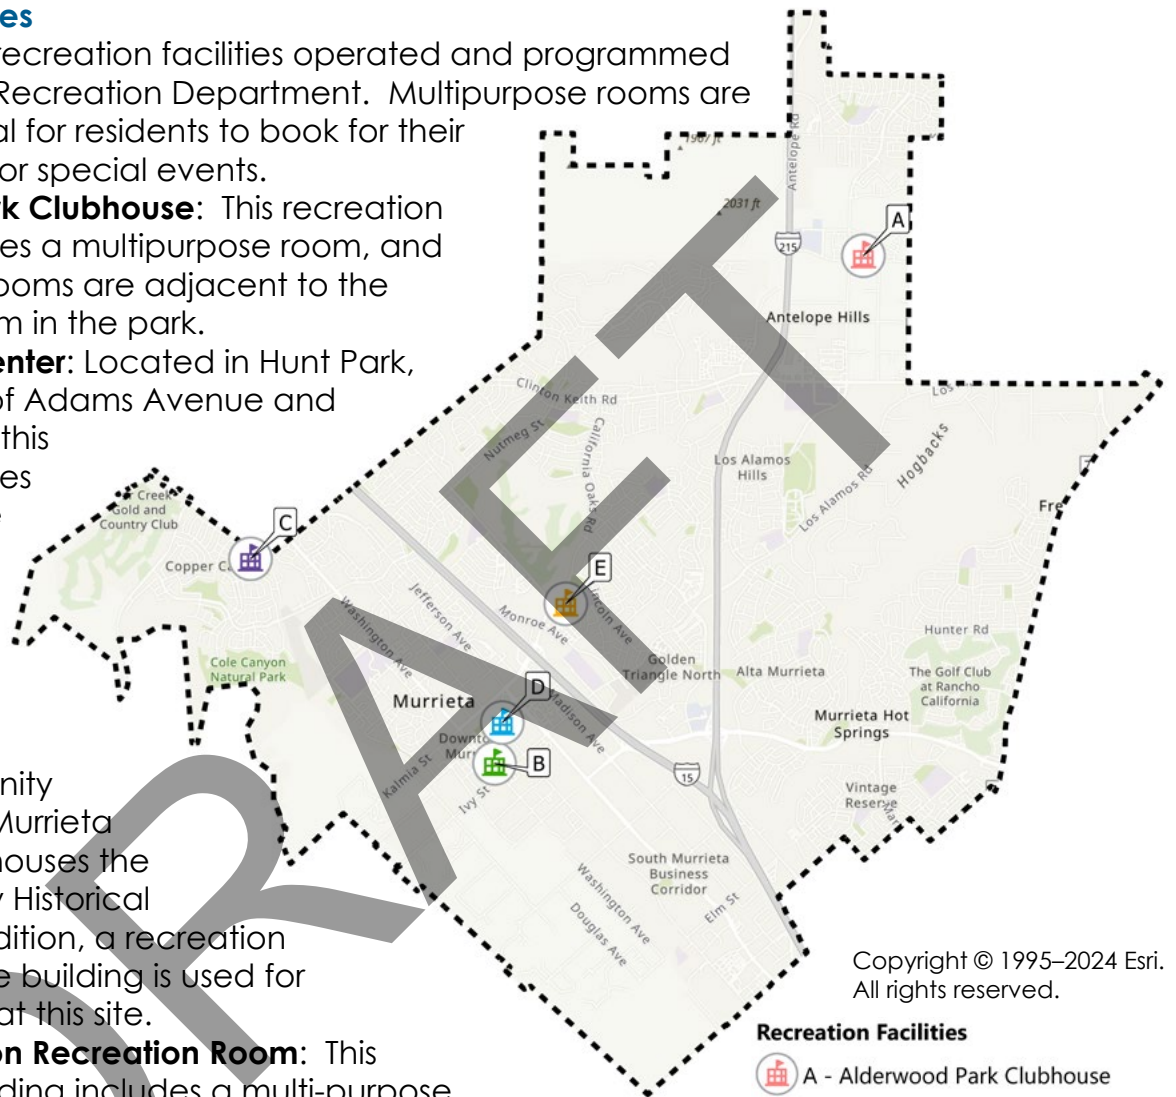 es
recreation facilities operated and programmed
Recreation Department. Multipurpose rooms are
al for residents to book for their
or special events.
rk Clubhouse: This recreation
es a multipurpose room, and
ooms are adjacent to the
m in the park.
enter: Located in Hunt Park,
of Adams Avenue and
this
es
nity
Murrieta
houses the
y Historical
dition, a recreation
e building is used for
at this site.
on Recreation Room: This
ding includes a multi-purpose
DRAFT
1967 ft
2031 ft
Antelope Rd
215
A
Antelope Hills
Clinton Keith Rd
Nutmeg St
California Oaks Rd
Los
Los Alamos
Hills
Los Alamos Rd
Hogbacks
Fre
Creek
Gold and
Country Club
C
Copper Ca
E
Jefferson Ave
Washington Ave
Monroe Ave
Lincoln Ave
Cole Canyon
Natural Park
Golden
Triangle North
Alta Murrieta
Hunter Rd
The Golf Club
at Rancho
California
Murrieta
D
Madison Ave
Downto
Murr
B
Kalmia St
Ivy St
15
Murrieta Hot
Springs
Vintage
Reserve
Mar
South Murrieta
Business
Corridor
Washington Ave
Douglas Ave
Elm St
Copyright © 1995–2024 Esri.
All rights reserved.
Recreation Facilities
A - Alderwood Park Clubhouse